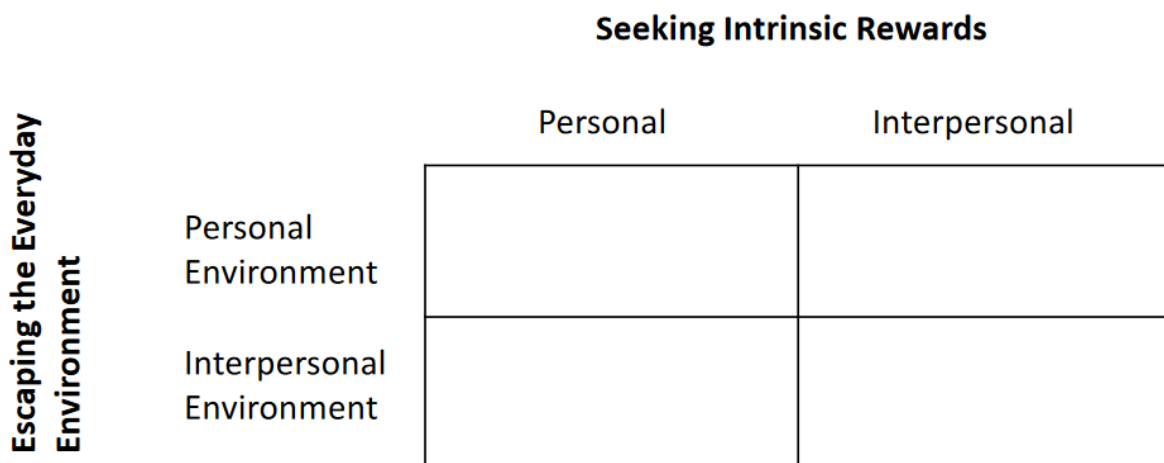 Seeking Intrinsic Rewards
Personal
Interpersonal
Escaping the Everyday
Environment
Personal
Environment
Interpersonal
Environment